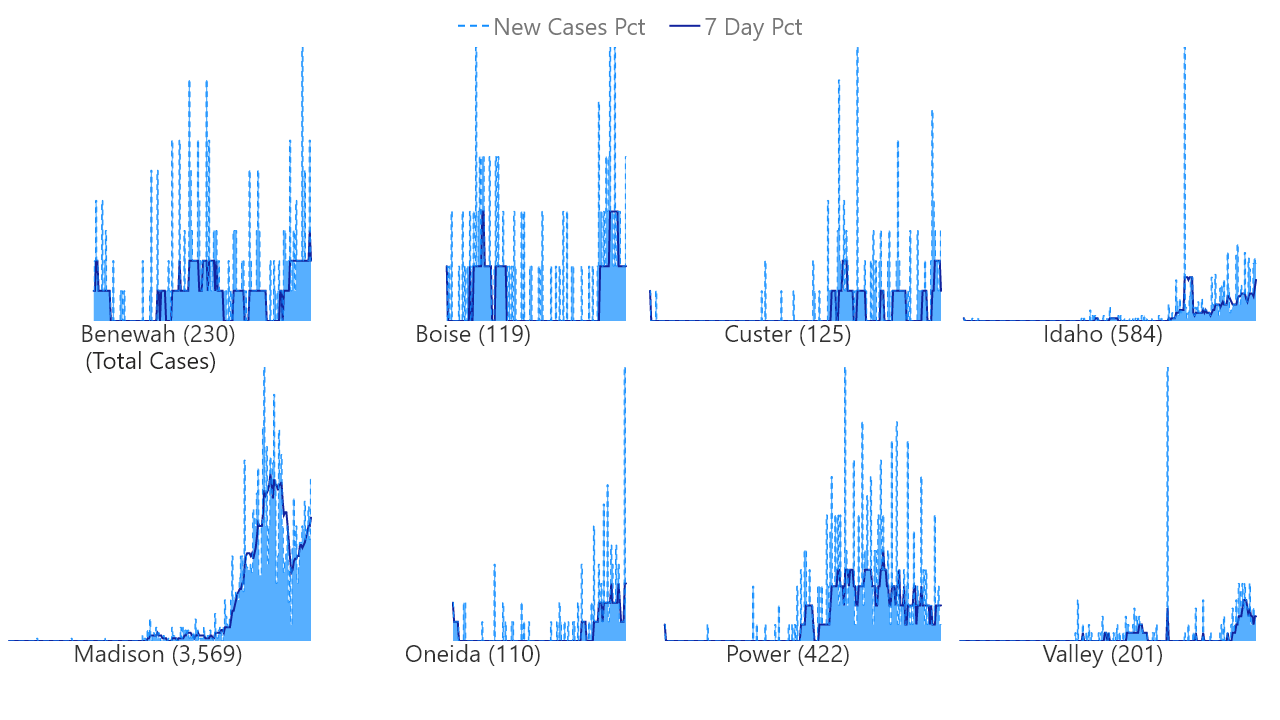 New Cases Pct 7 Day Pct
Benewah (230) Boise (119) Custer (125) Idaho (584)
(Total Cases)
Madison (3,569) Oneida (110) Power (422) Valley (201)